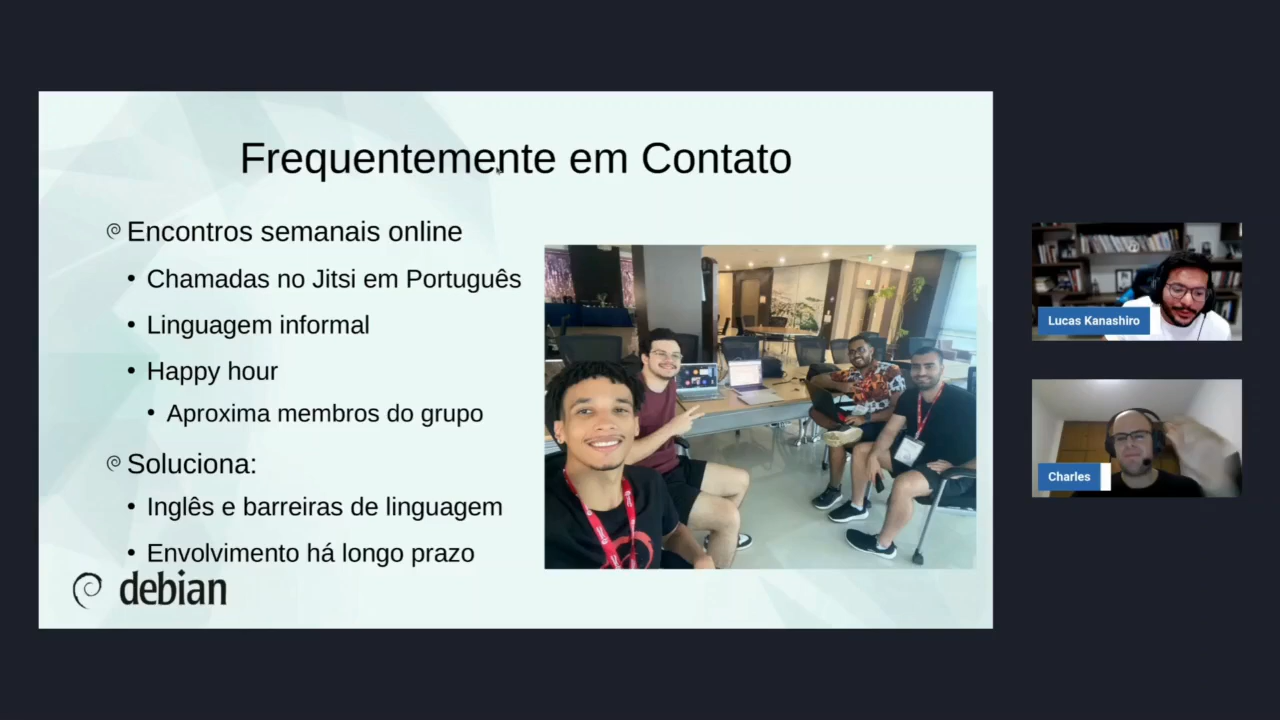 Frequentemente em Contato
Encontros semanais online
• Chamadas no Jitsi em Português
• Linguagem informal
• Happy hour
• Aproxima membros do grupo
Soluciona:
• Inglês e barreiras de linguagem
• Envolvimento há longo prazo
debian
Lucas Kanashiro
Charles